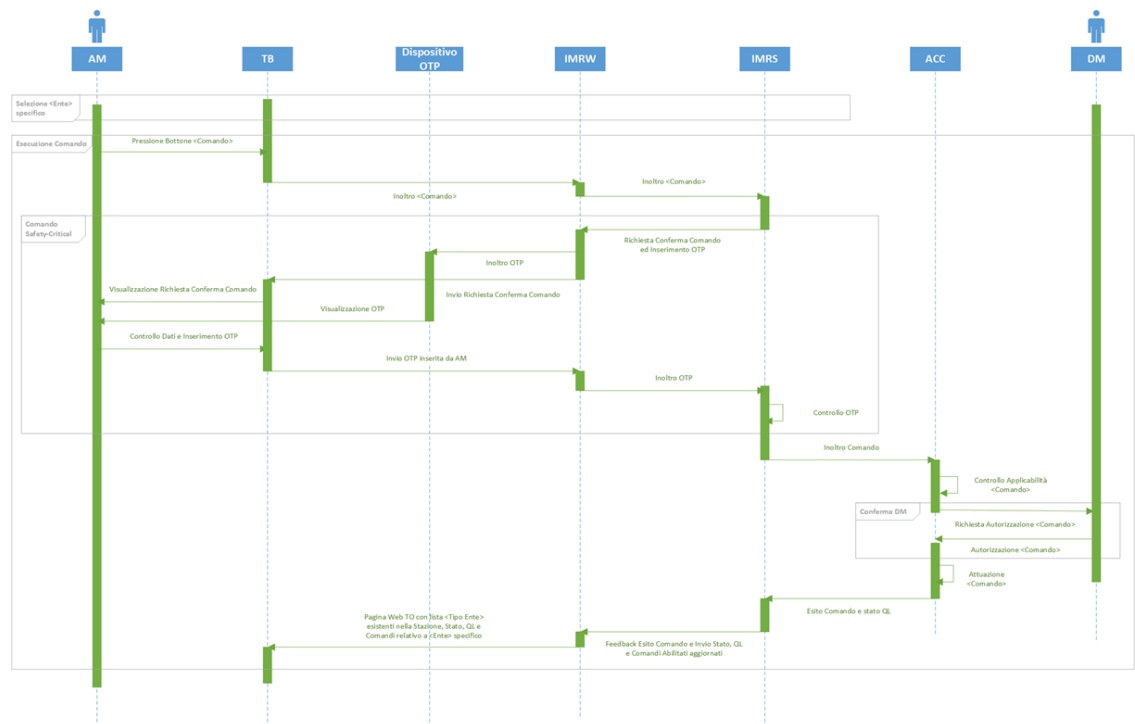 AM
TB
Dispositivo
OTP
IMRW
IMRS
ACC
DM
Selezione <Ente>
specifico
Esecuzione Comando
Pressione Bottone <Comando>
Inoltro <Comando>
Inoltro <Comando>
Comando
Safety-Critical
Richiesta Conferma Comando
ed Inserimento OTP
Inoltro OTP
Visualizzazione Richiesta Conferma Comando
Invio Richiesta Conferma Comando
Visualizzazione OTP
Controllo Dati e Inserimento OTP
Invio OTP inserita da AM
Inoltro OTP
Controllo OTP
Inoltro Comando
Controllo Applicabilità
<Comando>
Conferma DM
Richiesta Autorizzazione <Comando>
Autorizzazione <Comando>
Attuazione
<Comando>
Esito Comando e stato QL
Pagina Web TO con lista <Tipo Ente>
esistenti nella Stazione, Stato, QL e
Comandi relativo a <Ente> specifico
Feedback Esito Comando e Invio Stato, QL
e Comandi Abilitati aggiornati